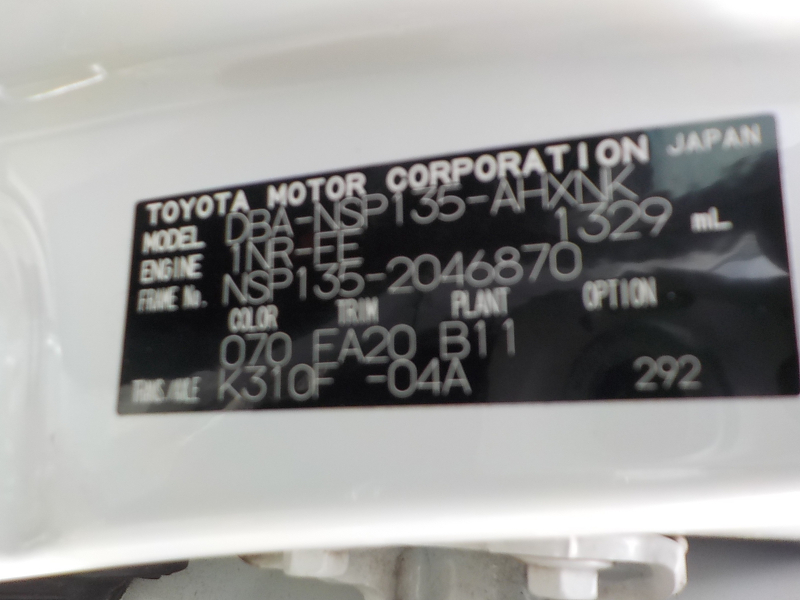 TOYOTA MOTOR CORPORATION JAPAN
MODEL DBA-NSP135-AHXNK
ENGINE 1NR-FE 1329 mL
FRAME No. NSP135-2046870
COLOR TRIM PLANT OPTION
070 FA20 B11
TRANS/AXLE K310F -04A 292